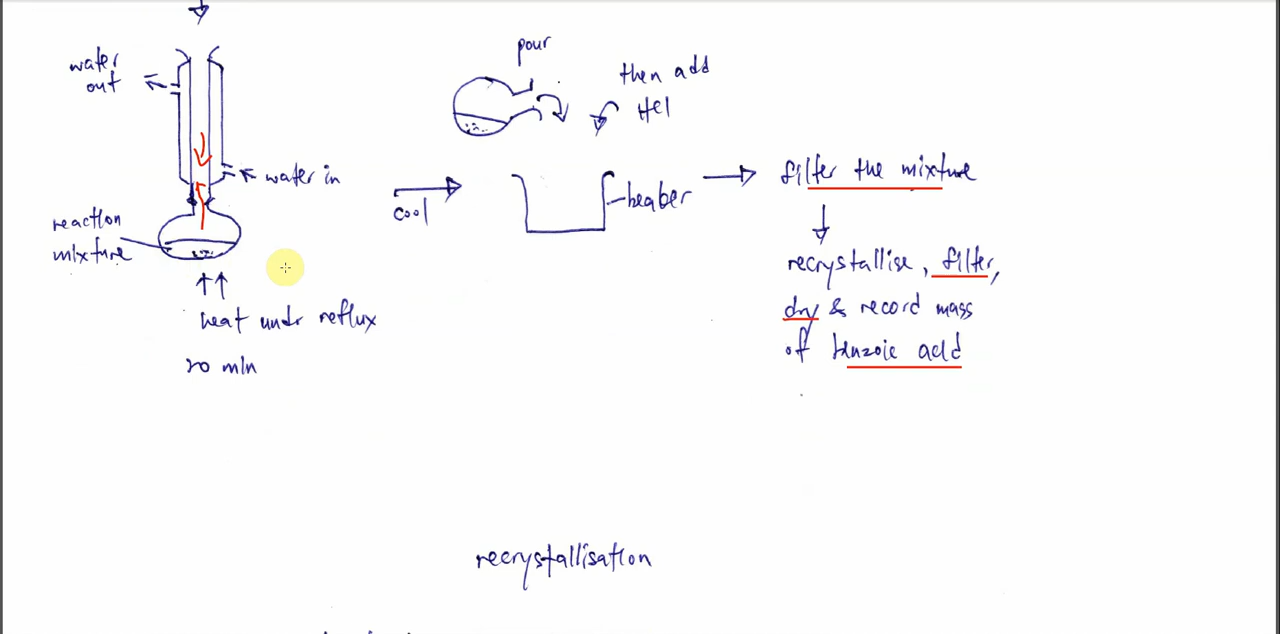 water
out
water in
reaction
mixture
heat under reflux
20 min
cool
pour
then add
HCl
beaker
filter the mixture
recrystallise, filter,
dry & record mass
of benzoic acid
recrystallisation